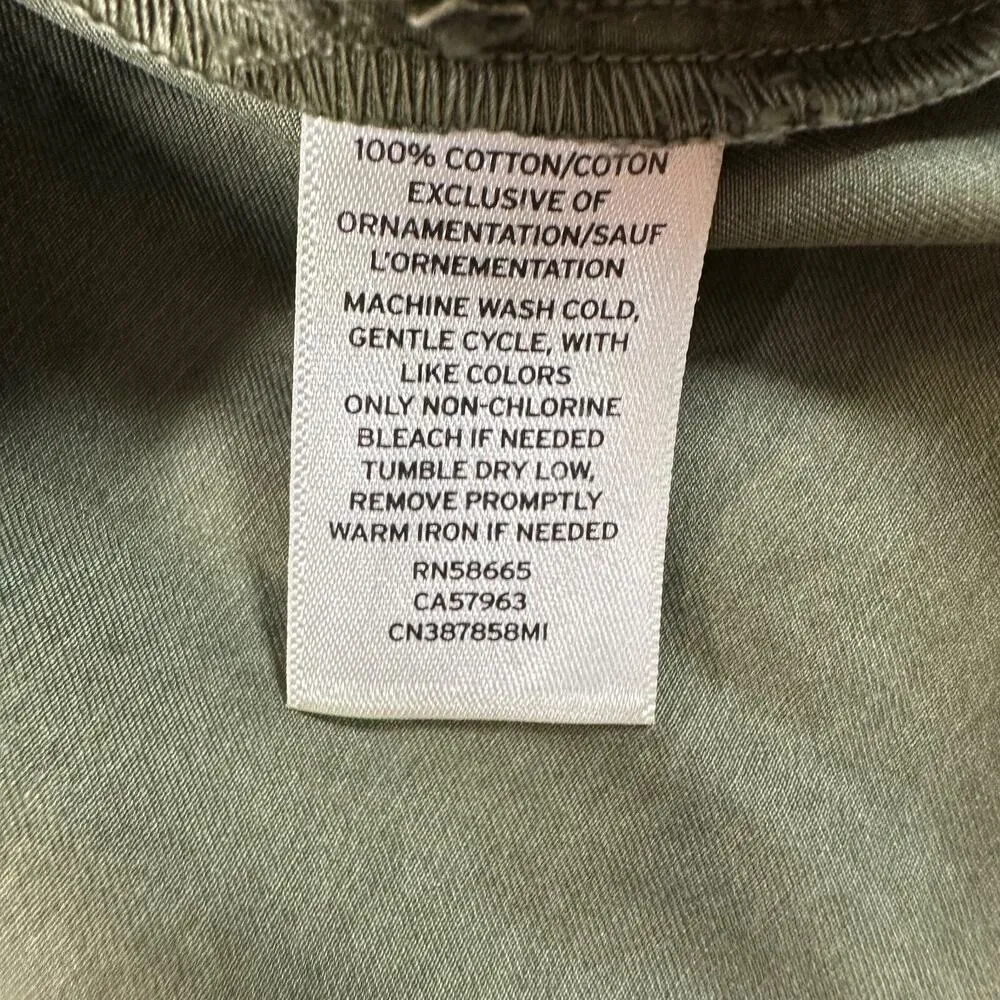 100% COTTON/COTON
EXCLUSIVE OF
ORNAMENTATION/SAUF
L'ORNEMENTATION
MACHINE WASH COLD,
GENTLE CYCLE, WITH
LIKE COLORS
ONLY NON-CHLORINE
BLEACH IF NEEDED
TUMBLE DRY LOW,
REMOVE PROMPTLY
WARM IRON IF NEEDED
RN58665
CA57963
CN387858MI